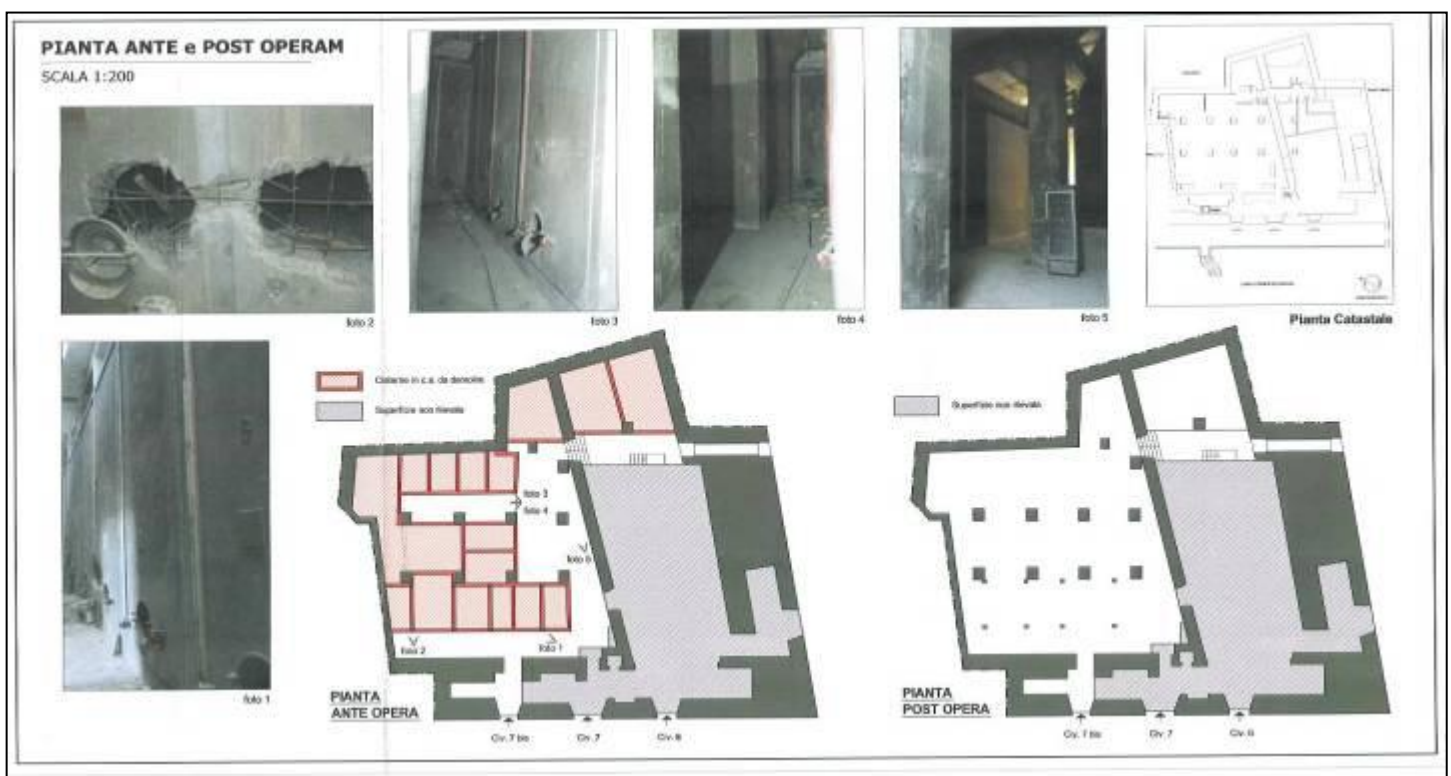 PIANTA ANTE e POST OPERAM
SCALA 1:200
foto 2
foto 3
foto 4
foto 5
Pianta Catastale
foto 1
Cisterne in c.a. da demolire
Superficie non rilevata
foto 3
foto 4
foto 5
foto 2
foto 1
PIANTA
ANTE OPERA
Civ. 7 bis
Civ. 7
Civ. 6
Superficie non rilevata
PIANTA
POST OPERA
Civ. 7 bis
Civ. 7
Civ. 6